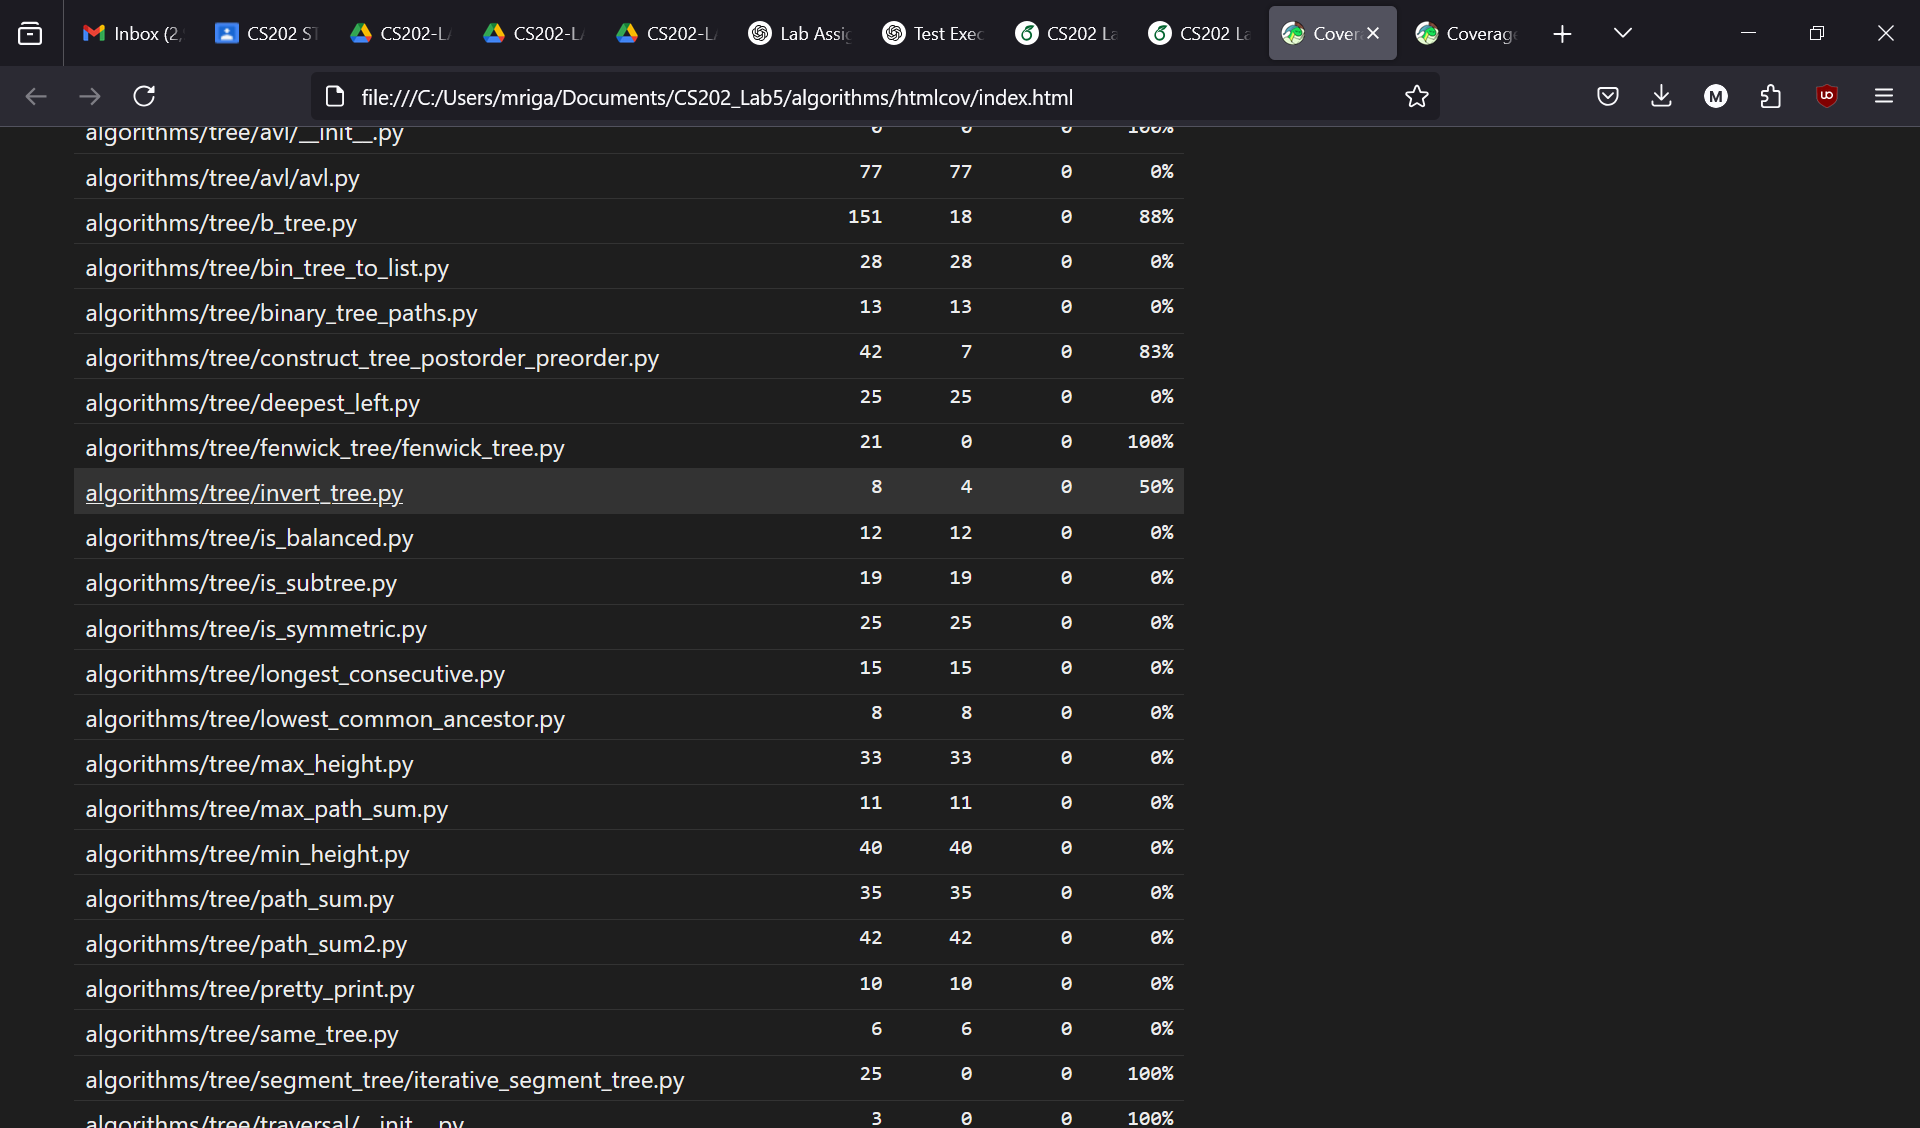 Inbox (2, CS202 ST CS202-LA CS202-LA CS202-LA Lab Assig Test Exec CS202 La CS202 La Cover Coverage
file:///C:/Users/mriga/Documents/CS202_Lab5/algorithms/htmlcov/index.html M
algorithms/tree/avl/__init__.py 0 0 0 100%
algorithms/tree/avl/avl.py 77 77 0 0%
algorithms/tree/b_tree.py 151 18 0 88%
algorithms/tree/bin_tree_to_list.py 28 28 0 0%
algorithms/tree/binary_tree_paths.py 13 13 0 0%
algorithms/tree/construct_tree_postorder_preorder.py 42 7 0 83%
algorithms/tree/deepest_left.py 25 25 0 0%
algorithms/tree/fenwick_tree/fenwick_tree.py 21 0 0 100%
algorithms/tree/invert_tree.py 8 4 0 50%
algorithms/tree/is_balanced.py 12 12 0 0%
algorithms/tree/is_subtree.py 19 19 0 0%
algorithms/tree/is_symmetric.py 25 25 0 0%
algorithms/tree/longest_consecutive.py 15 15 0 0%
algorithms/tree/lowest_common_ancestor.py 8 8 0 0%
algorithms/tree/max_height.py 33 33 0 0%
algorithms/tree/max_path_sum.py 11 11 0 0%
algorithms/tree/min_height.py 40 40 0 0%
algorithms/tree/path_sum.py 35 35 0 0%
algorithms/tree/path_sum2.py 42 42 0 0%
algorithms/tree/pretty_print.py 10 10 0 0%
algorithms/tree/same_tree.py 6 6 0 0%
algorithms/tree/segment_tree/iterative_segment_tree.py 25 0 0 100%
algorithms/tree/traversal/__init__.py 3 0 0 100%